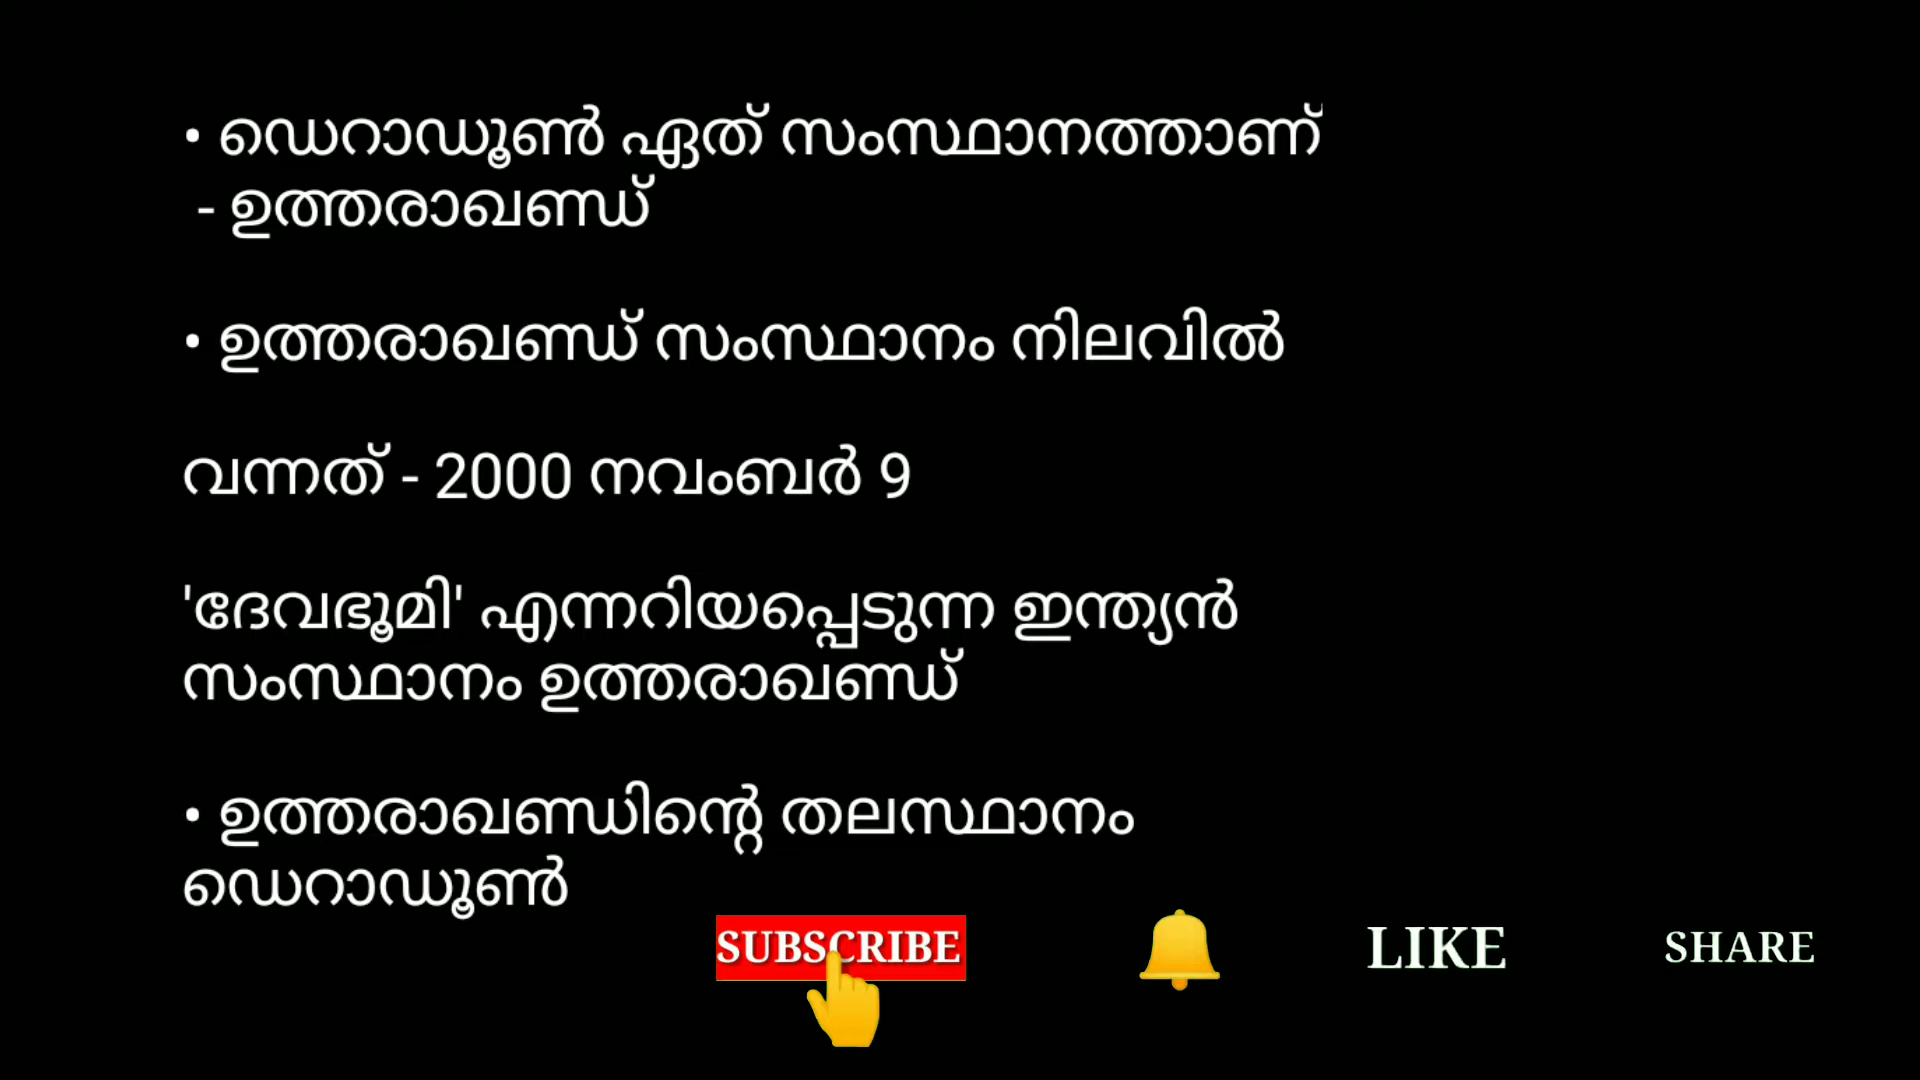 • ഡെറാഡൂൺ ഏത് സംസ്ഥാനത്താണ്
- ഉത്തരാഖണ്ഡ്
• ഉത്തരാഖണ്ഡ് സംസ്ഥാനം നിലവിൽ
വന്നത് - 2000 നവംബർ 9
'ദേവഭൂമി' എന്നറിയപ്പെടുന്ന ഇന്ത്യൻ
സംസ്ഥാനം ഉത്തരാഖണ്ഡ്
• ഉത്തരാഖണ്ഡിന്റെ തലസ്ഥാനം
ഡെറാഡൂൺ
SUBSCRIBE LIKE SHARE